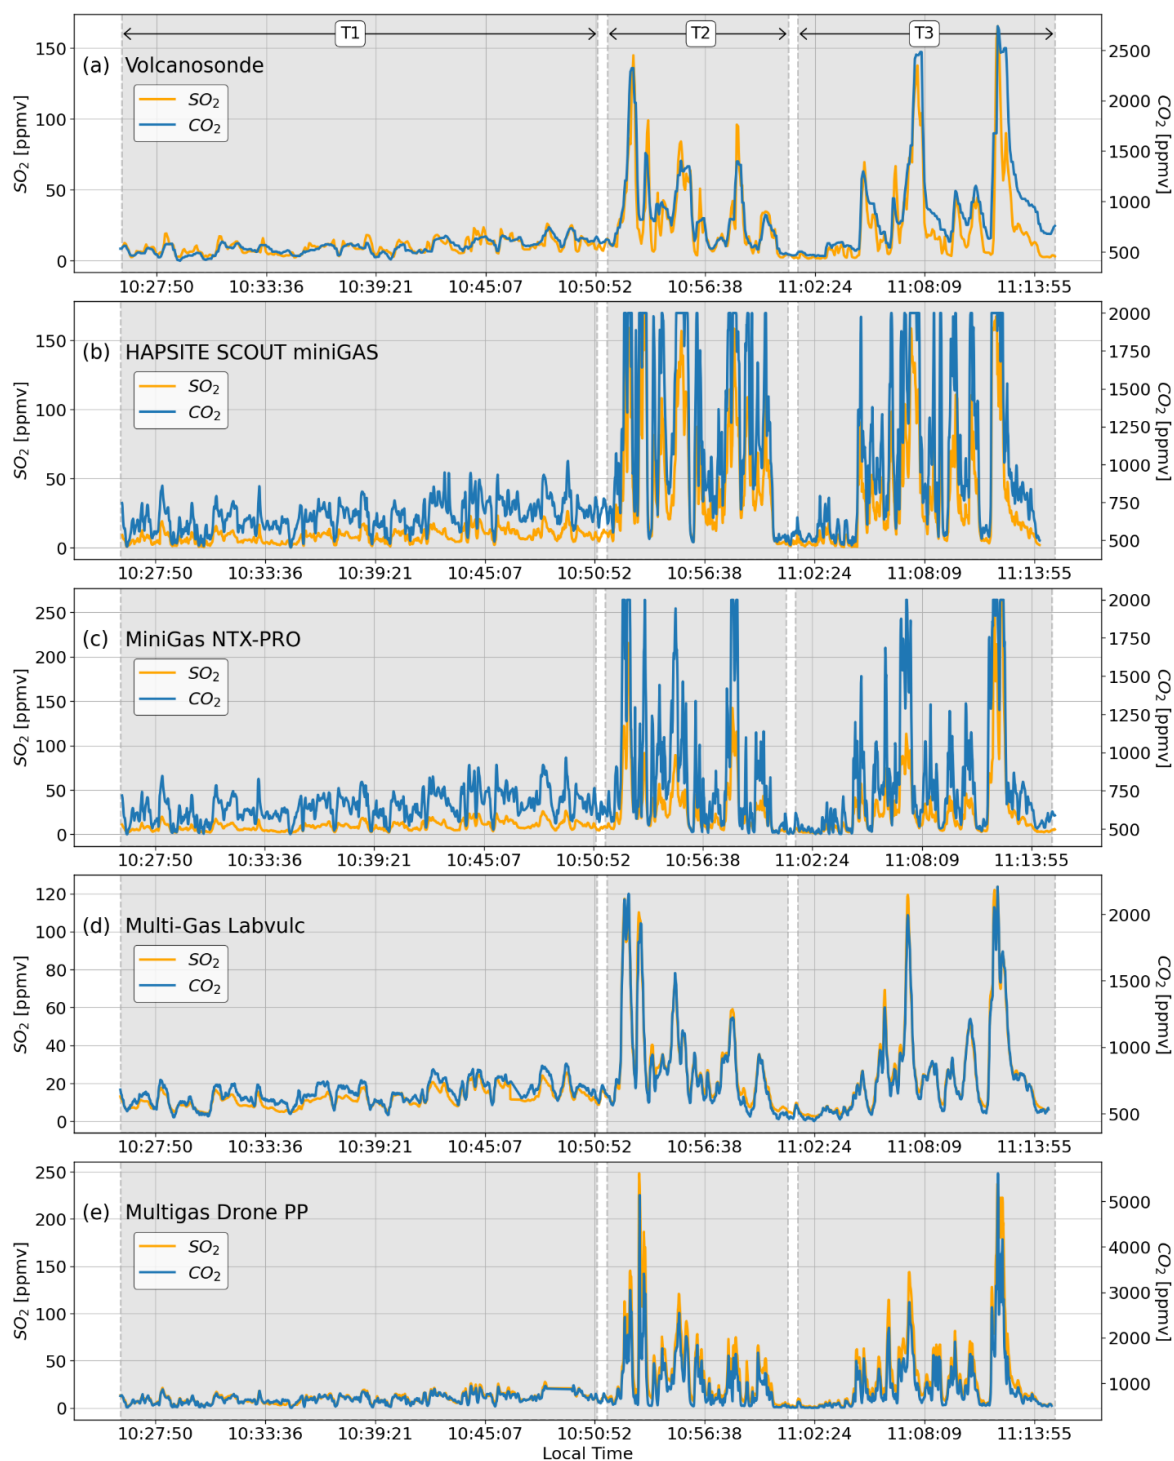 T1 T2 T3
(a) Volcanosonde
SO₂
CO₂
SO₂ [ppmv]
0
50
100
150
CO₂ [ppmv]
500
1000
1500
2000
2500
10:27:50 10:33:36 10:39:21 10:45:07 10:50:52 10:56:38 11:02:24 11:08:09 11:13:55
(b) HAPSITE SCOUT miniGAS
SO₂
CO₂
SO₂ [ppmv]
0
50
100
150
CO₂ [ppmv]
500
750
1000
1250
1500
1750
2000
10:27:50 10:33:36 10:39:21 10:45:07 10:50:52 10:56:38 11:02:24 11:08:09 11:13:55
(c) MiniGas NTX-PRO
SO₂
CO₂
SO₂ [ppmv]
0
50
100
150
200
250
CO₂ [ppmv]
500
750
1000
1250
1500
1750
2000
10:27:50 10:33:36 10:39:21 10:45:07 10:50:52 10:56:38 11:02:24 11:08:09 11:13:55
(d) Multi-Gas Labvulc
SO₂
CO₂
SO₂ [ppmv]
0
20
40
60
80
100
120
CO₂ [ppmv]
500
1000
1500
2000
10:27:50 10:33:36 10:39:21 10:45:07 10:50:52 10:56:38 11:02:24 11:08:09 11:13:55
(e) Multigas Drone PP
SO₂
CO₂
SO₂ [ppmv]
0
50
100
150
200
250
CO₂ [ppmv]
1000
2000
3000
4000
5000
10:27:50 10:33:36 10:39:21 10:45:07 10:50:52 10:56:38 11:02:24 11:08:09 11:13:55
Local Time